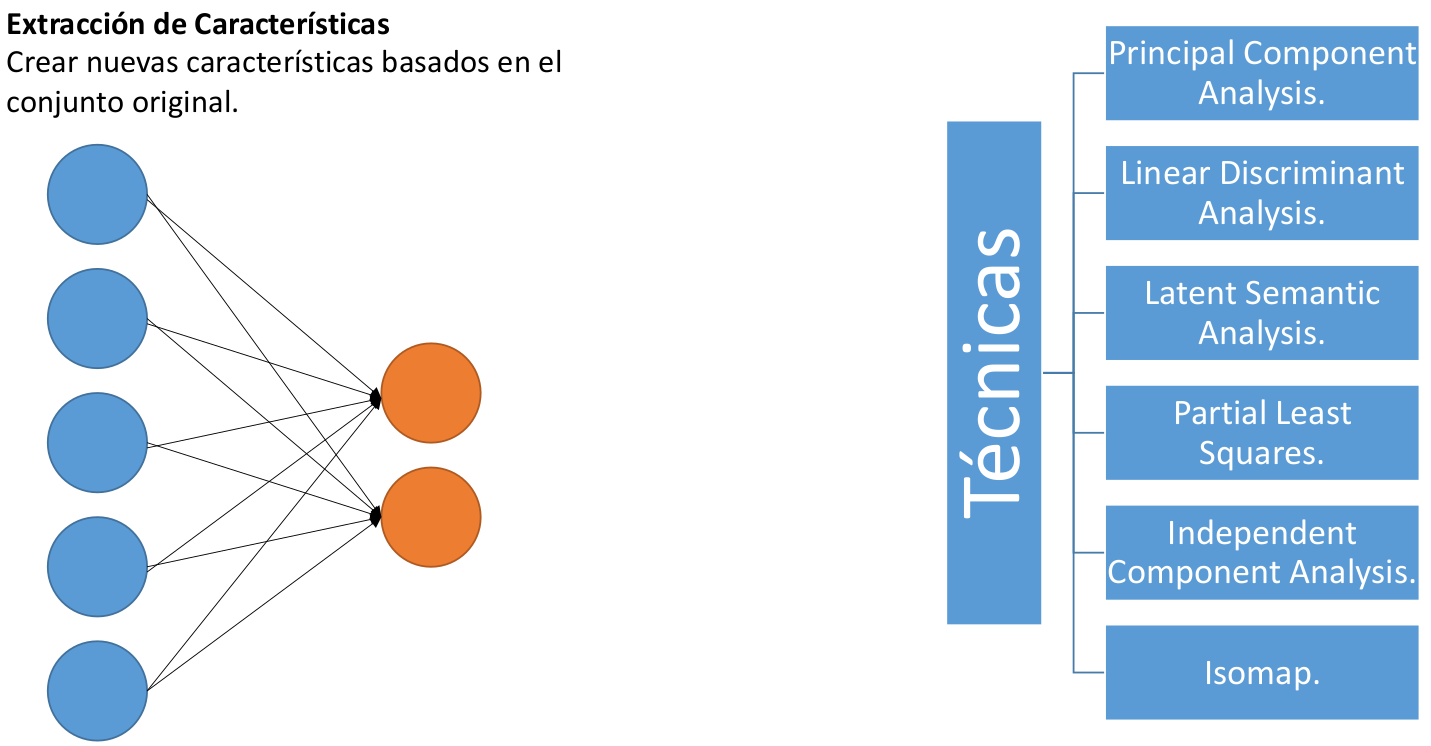 Extracción de Características
Crear nuevas características basados en el
conjunto original.
Técnicas
Principal Component
Analysis.
Linear Discriminant
Analysis.
Latent Semantic
Analysis.
Partial Least
Squares.
Independent
Component Analysis.
Isomap.